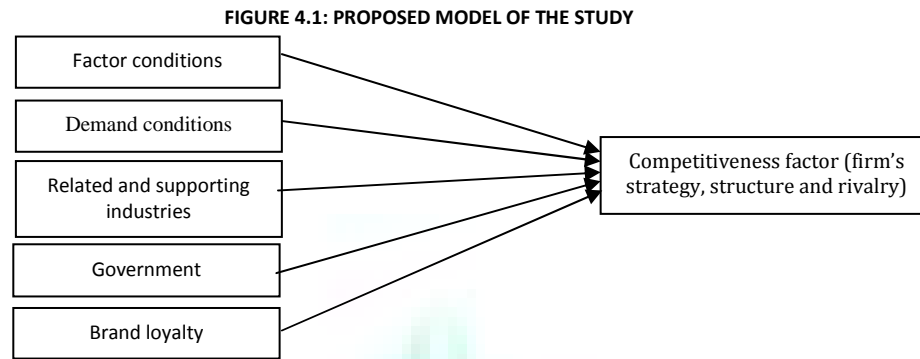 FIGURE 4.1: PROPOSED MODEL OF THE STUDY
Factor conditions
Demand conditions
Related and supporting
industries
Government
Brand loyalty
Competitiveness factor (firm's
strategy, structure and rivalry)